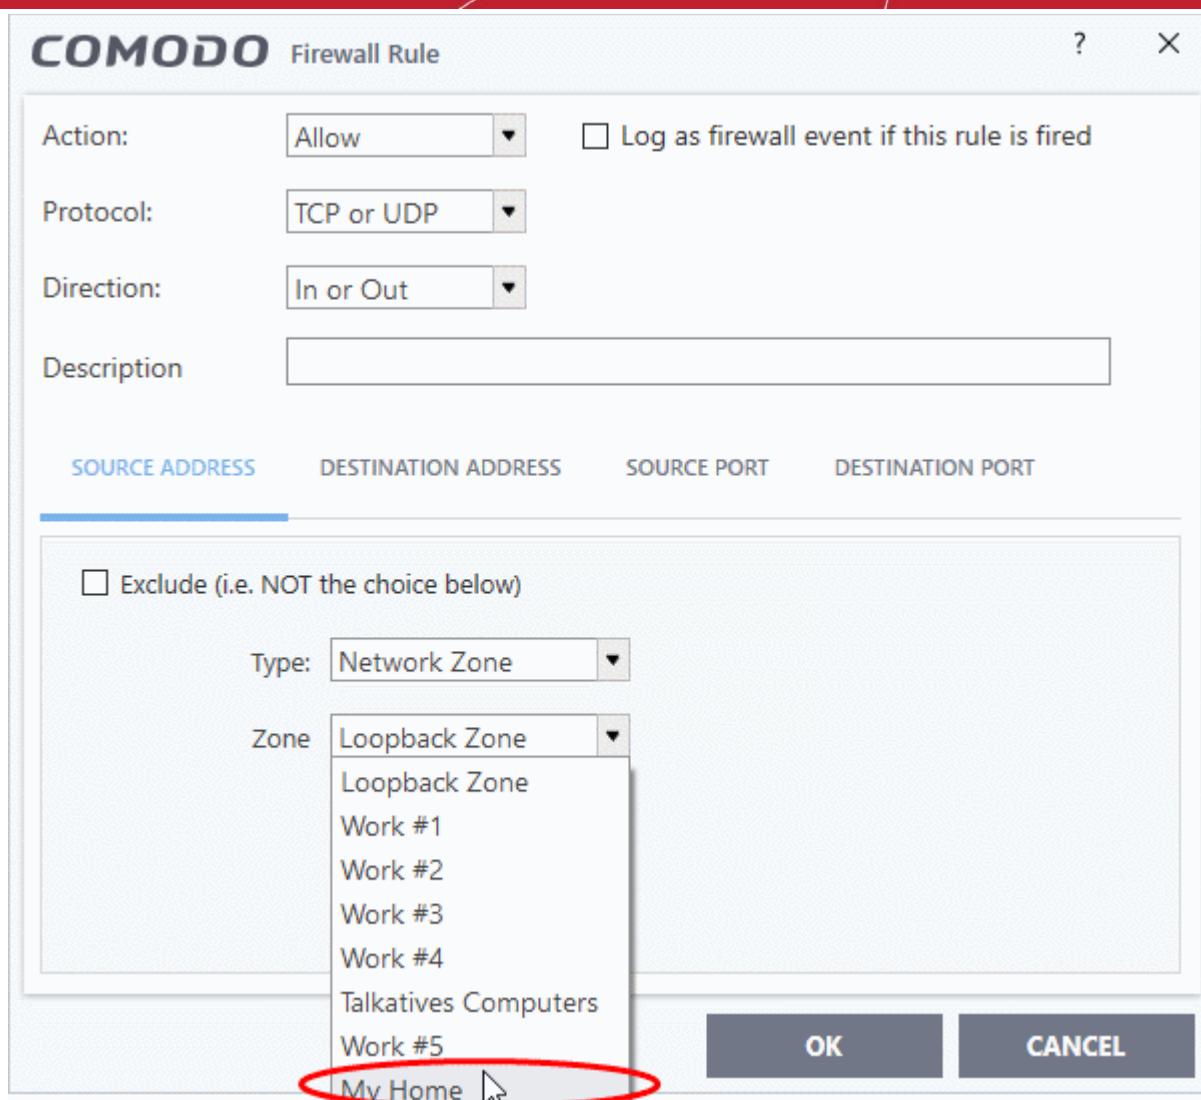 COMODO Firewall Rule ?
Action: Allow Log as firewall event if this rule is fired
Protocol: TCP or UDP
Direction: In or Out
Description
SOURCE ADDRESS DESTINATION ADDRESS SOURCE PORT DESTINATION PORT
Exclude (i.e. NOT the choice below)
Type: Network Zone
Zone Loopback Zone
Loopback Zone
Work #1
Work #2
Work #3
Work #4
Talkatives Computers
Work #5
My Home
OK CANCEL